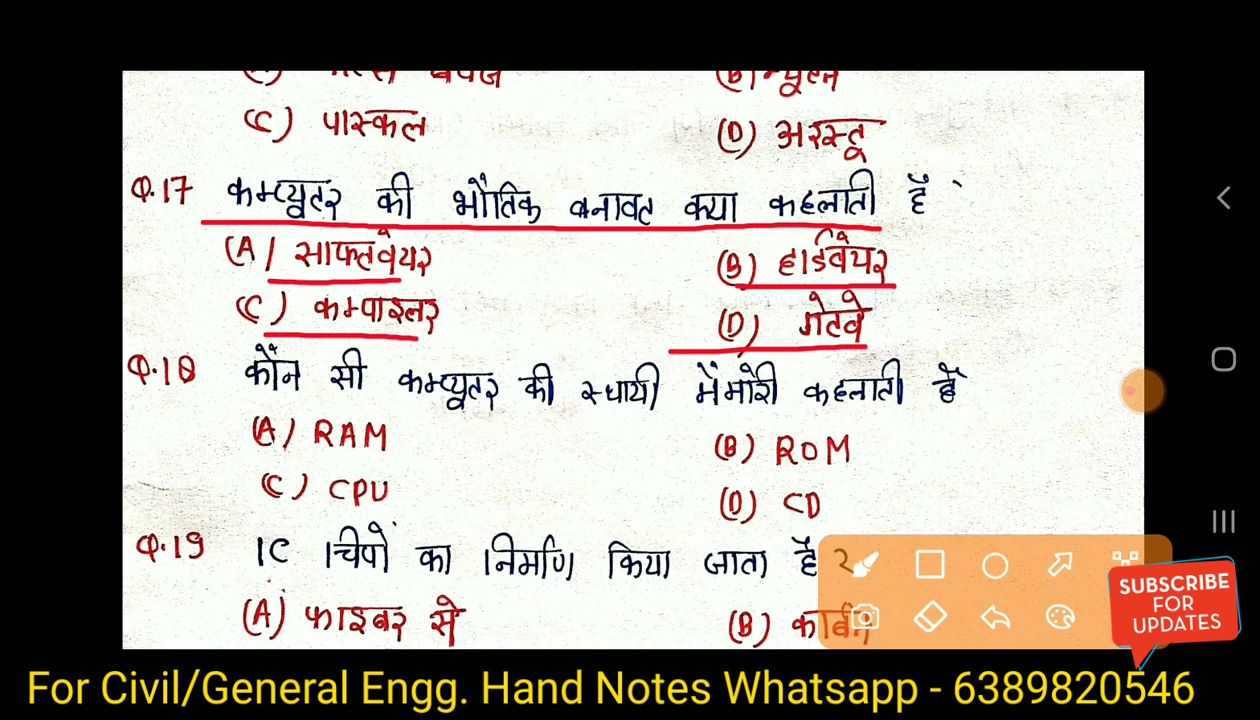 (C) पास्कल (D) अरस्तू
Q.17 कम्प्यूटर की भौतिक बनावट क्या कहलाती है
(A) साफ्टवेयर (B) हार्डवेयर
(C) कम्पाइलर (D) गेटवे
Q.18 कौन सी कम्प्यूटर की स्थायी मेंमोरी कहलाती है
(A) RAM (B) ROM
(C) CPU (D) CD
Q.19 IC चिपों का निर्माण किया जाता है ?
(A) फाइबर से (B) कार्बन
SUBSCRIBE
FOR
UPDATES
For Civil/General Engg. Hand Notes Whatsapp - 6389820546